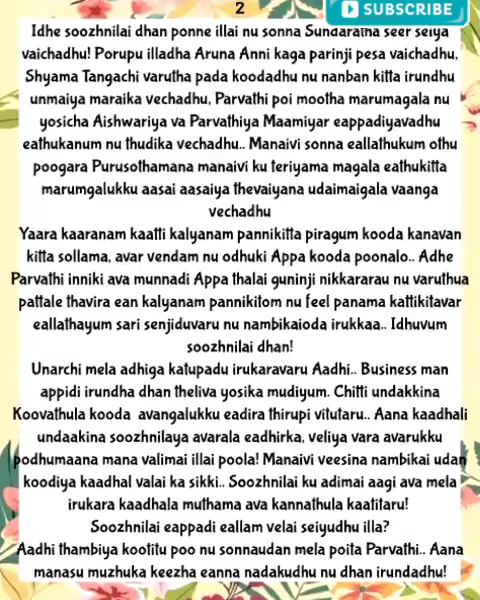 2
SUBSCRIBE
Idhe soozhnilai dhan ponne illai nu sonna Sundaratha seer seiya
vaichadhu! Porupu illadha Aruna Anni kaga parinji pesa vaichadhu,
Shyama Tangachi varutha pada koodadhu nu nanban kitta irundhu
unmaiya maraika vechadhu, Parvathi poi mootha marumagala nu
yosicha Aishwariya va Parvathiya Maamiyar eappadiyavadhu
eathukanum nu thudika vechadhu.. Manaivi sonna eallathukum othu
poogara Purusothamana manaivi ku teriyama magala eathukitta
marumgalukku aasai aasaiya thevaiyana udaimaigala vaanga
vechadhu
Yaara kaaranam kaatti kalyanam pannikitta piragum kooda kanavan
kitta sollama, avar vendam nu odhuki Appa kooda poonalo.. Adhe
Parvathi inniki ava munnadi Appa thalai guninji nikkararau nu varuthua
pattale thavira ean kalyanam pannikitom nu feel panama kattikitavar
eallathayum sari senjiduvaru nu nambikaioda irukkaa.. Idhuvum
soozhnilai dhan!
Unarchi mela adhiga katupadu irukaravaru Aadhi.. Business man
appidi irundha dhan theliva yosika mudiyum. Chitti undakkina
Koovathula kooda avangalukku eadira thirupi vitutaru.. Aana kaadhali
undaakina soozhnilaya avarala eadhirka, veliya vara avarukku
podhumaana mana valimai illai poola! Manaivi veesina nambikai udan
koodiya kaadhal valai ka sikki.. Soozhnilai ku adimai aagi ava mela
irukara kaadhala muthama ava kannathula kaatitaru!
Soozhnilai eappadi eallam velai seiyudhu illa?
Aadhi thambiya kootitu poo nu sonnaudan mela poita Parvathi.. Aana
manasu muzhuka keezha eanna nadakudhu nu dhan irundadhu!